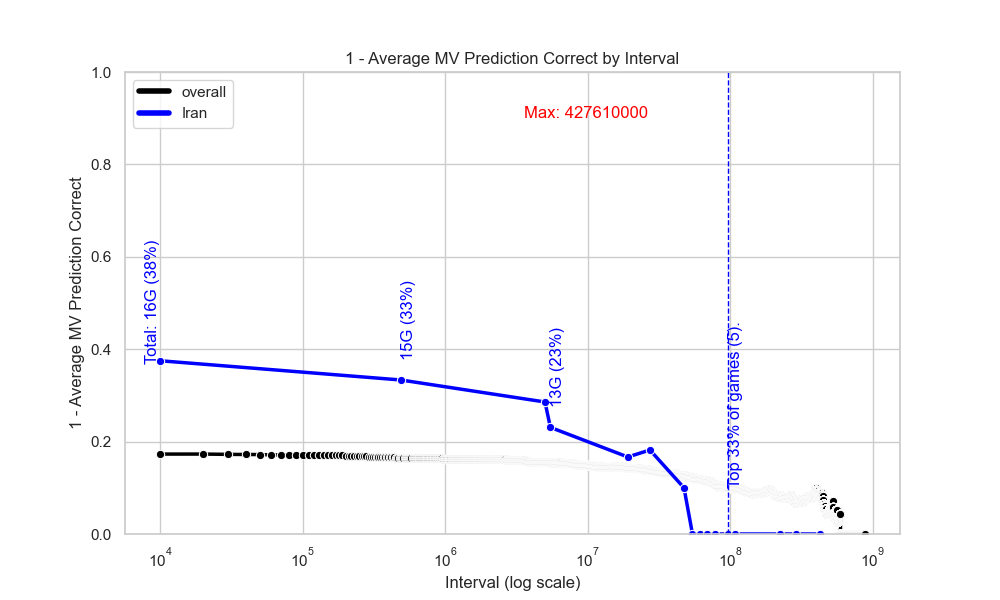 1 - Average MV Prediction Correct by Interval
overall
Iran
Max: 427610000
1 - Average MV Prediction Correct
1.0
0.8
0.6
0.4
0.2
0.0
Total: 16G (38%)
15G (33%)
13G (23%)
Top 33% of games (5).
10^4
10^5
10^6
10^7
10^8
10^9
Interval (log scale)